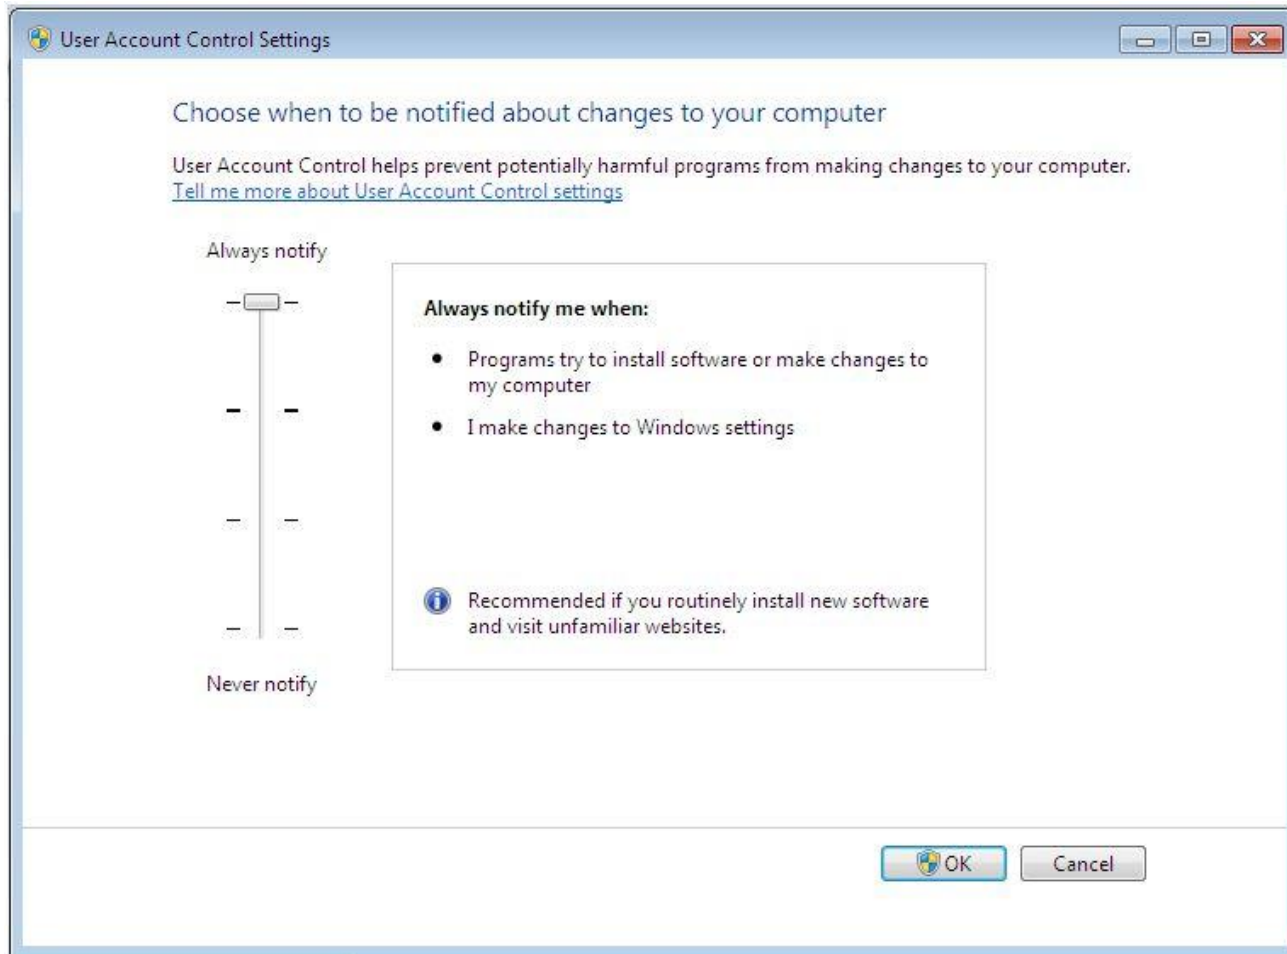 User Account Control Settings
Choose when to be notified about changes to your computer
User Account Control helps prevent potentially harmful programs from making changes to your computer.
Tell me more about User Account Control settings
Always notify
Always notify me when:
Programs try to install software or make changes to
my computer
I make changes to Windows settings
Recommended if you routinely install new software
and visit unfamiliar websites.
Never notify
OK
Cancel